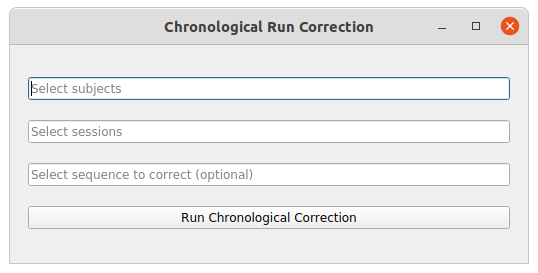 Chronological Run Correction
Select subjects
Select sessions
Select sequence to correct (optional)
Run Chronological Correction